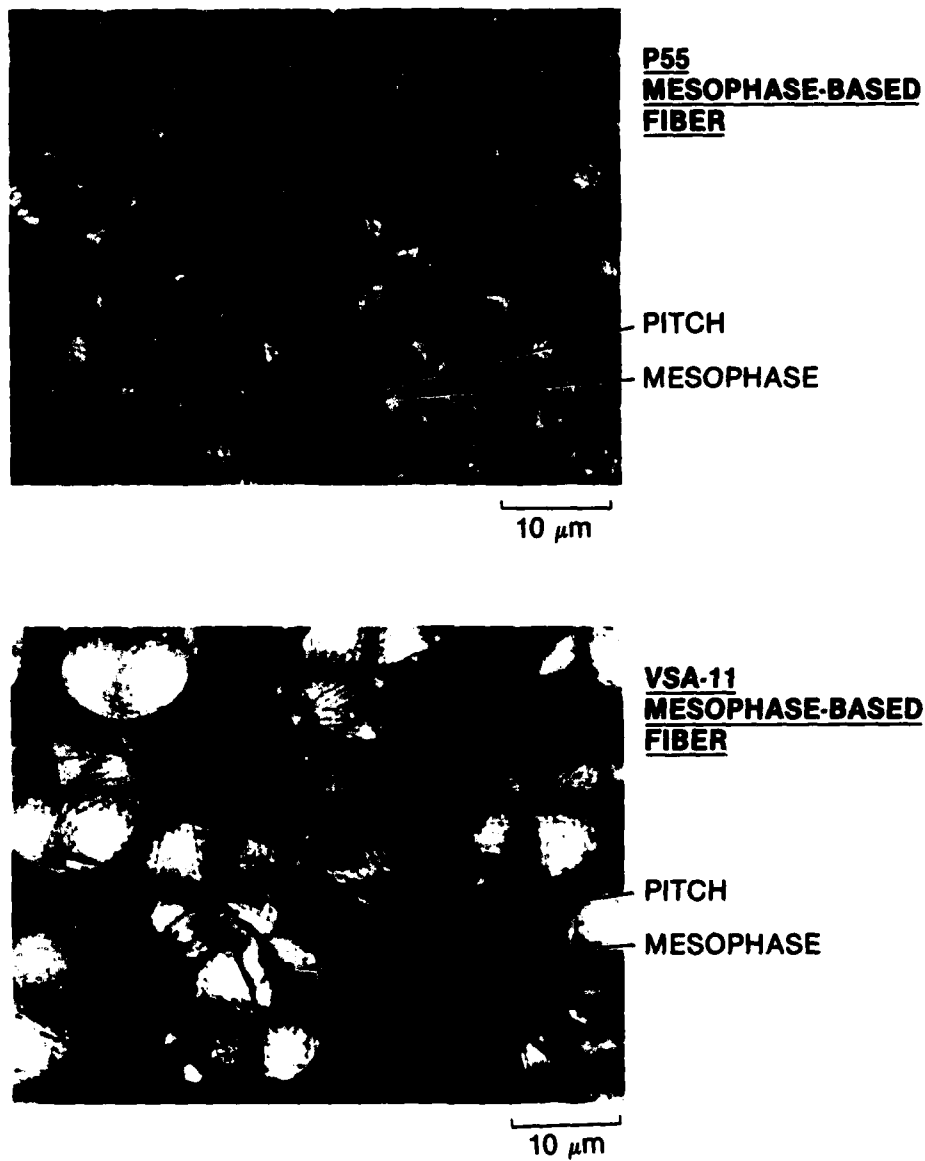 P55
MESOPHASE-BASED
FIBER
PITCH
MESOPHASE
10 μm
VSA-11
MESOPHASE-BASED
FIBER
PITCH
MESOPHASE
10 μm